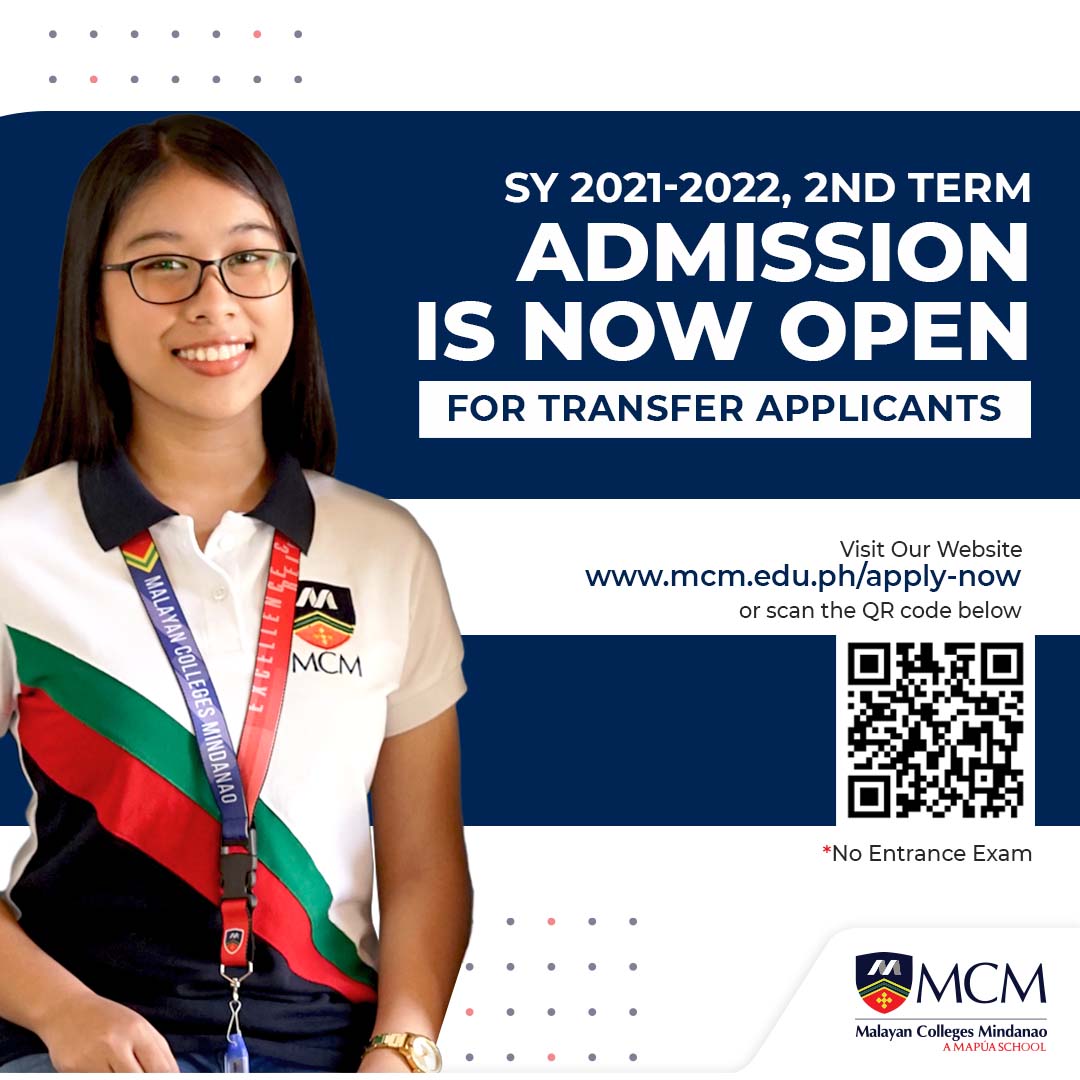 SY 2021-2022, 2ND TERM
ADMISSION
IS NOW OPEN
FOR TRANSFER APPLICANTS
Visit Our Website
www.mcm.edu.ph/apply-now
or scan the QR code below
*No Entrance Exam
MALAYAN COLLEGES MINDANAO
EXCELLENCE
MCM
MCM
Malayan Colleges Mindanao
A MAPÚA SCHOOL